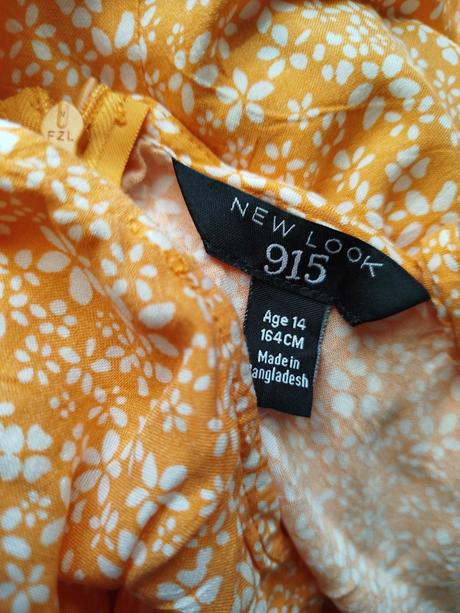 FZL
NEW LOOK
915
Age 14
164CM
Made in
angladesh